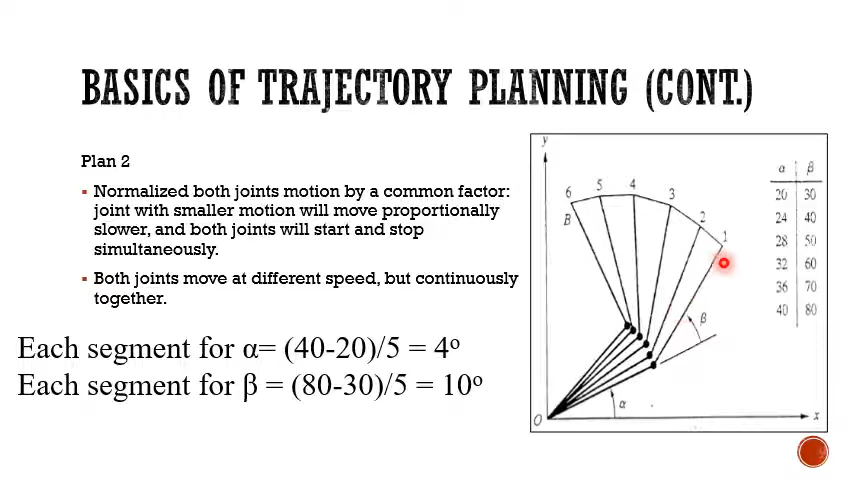 BASICS OF TRAJECTORY PLANNING (CONT.)
Plan 2
Normalized both joints motion by a common factor:
joint with smaller motion will move proportionally
slower, and both joints will start and stop
simultaneously.
Both joints move at different speed, but continuously
together.
Each segment for α= (40-20)/5 = 4º
Each segment for β = (80-30)/5 = 10º
y
6 5 4 3 2 1
B
β
α
O
x
α β
20 30
24 40
28 50
32 60
36 70
40 80